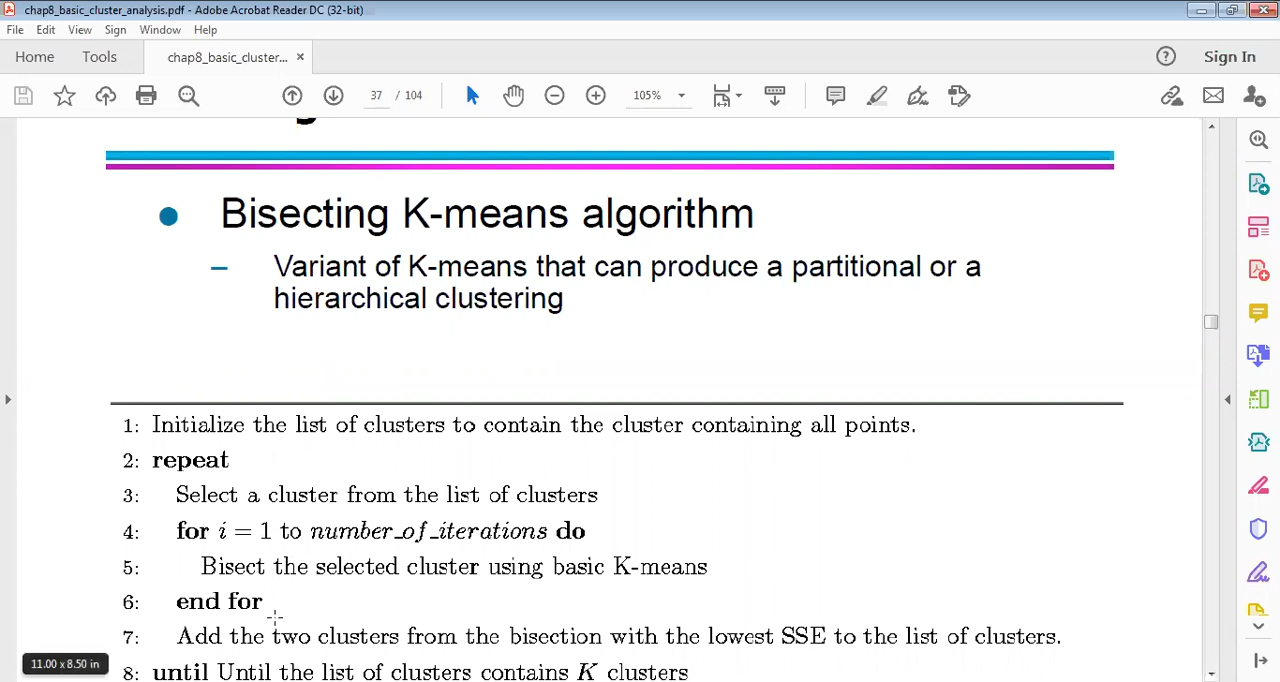 chap8_basic_cluster_analysis.pdf - Adobe Acrobat Reader DC (32-bit)
File Edit View Sign Window Help
Home Tools chap8_basic_cluster... × Sign In
37 / 104 105%
Bisecting K-means algorithm
– Variant of K-means that can produce a partitional or a
hierarchical clustering
1: Initialize the list of clusters to contain the cluster containing all points.
2: repeat
3: Select a cluster from the list of clusters
4: for i = 1 to number_of_iterations do
5: Bisect the selected cluster using basic K-means
6: end for
7: Add the two clusters from the bisection with the lowest SSE to the list of clusters.
8: until Until the list of clusters contains K clusters
11.00 x 8.50 in